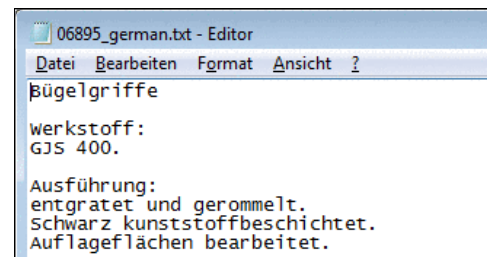 06895_german.txt - Editor
Datei Bearbeiten Format Ansicht ?
Bügelgriffe
Werkstoff:
GJS 400.
Ausführung:
entgratet und gerommelt.
Schwarz kunststoffbeschichtet.
Auflageflächen bearbeitet.